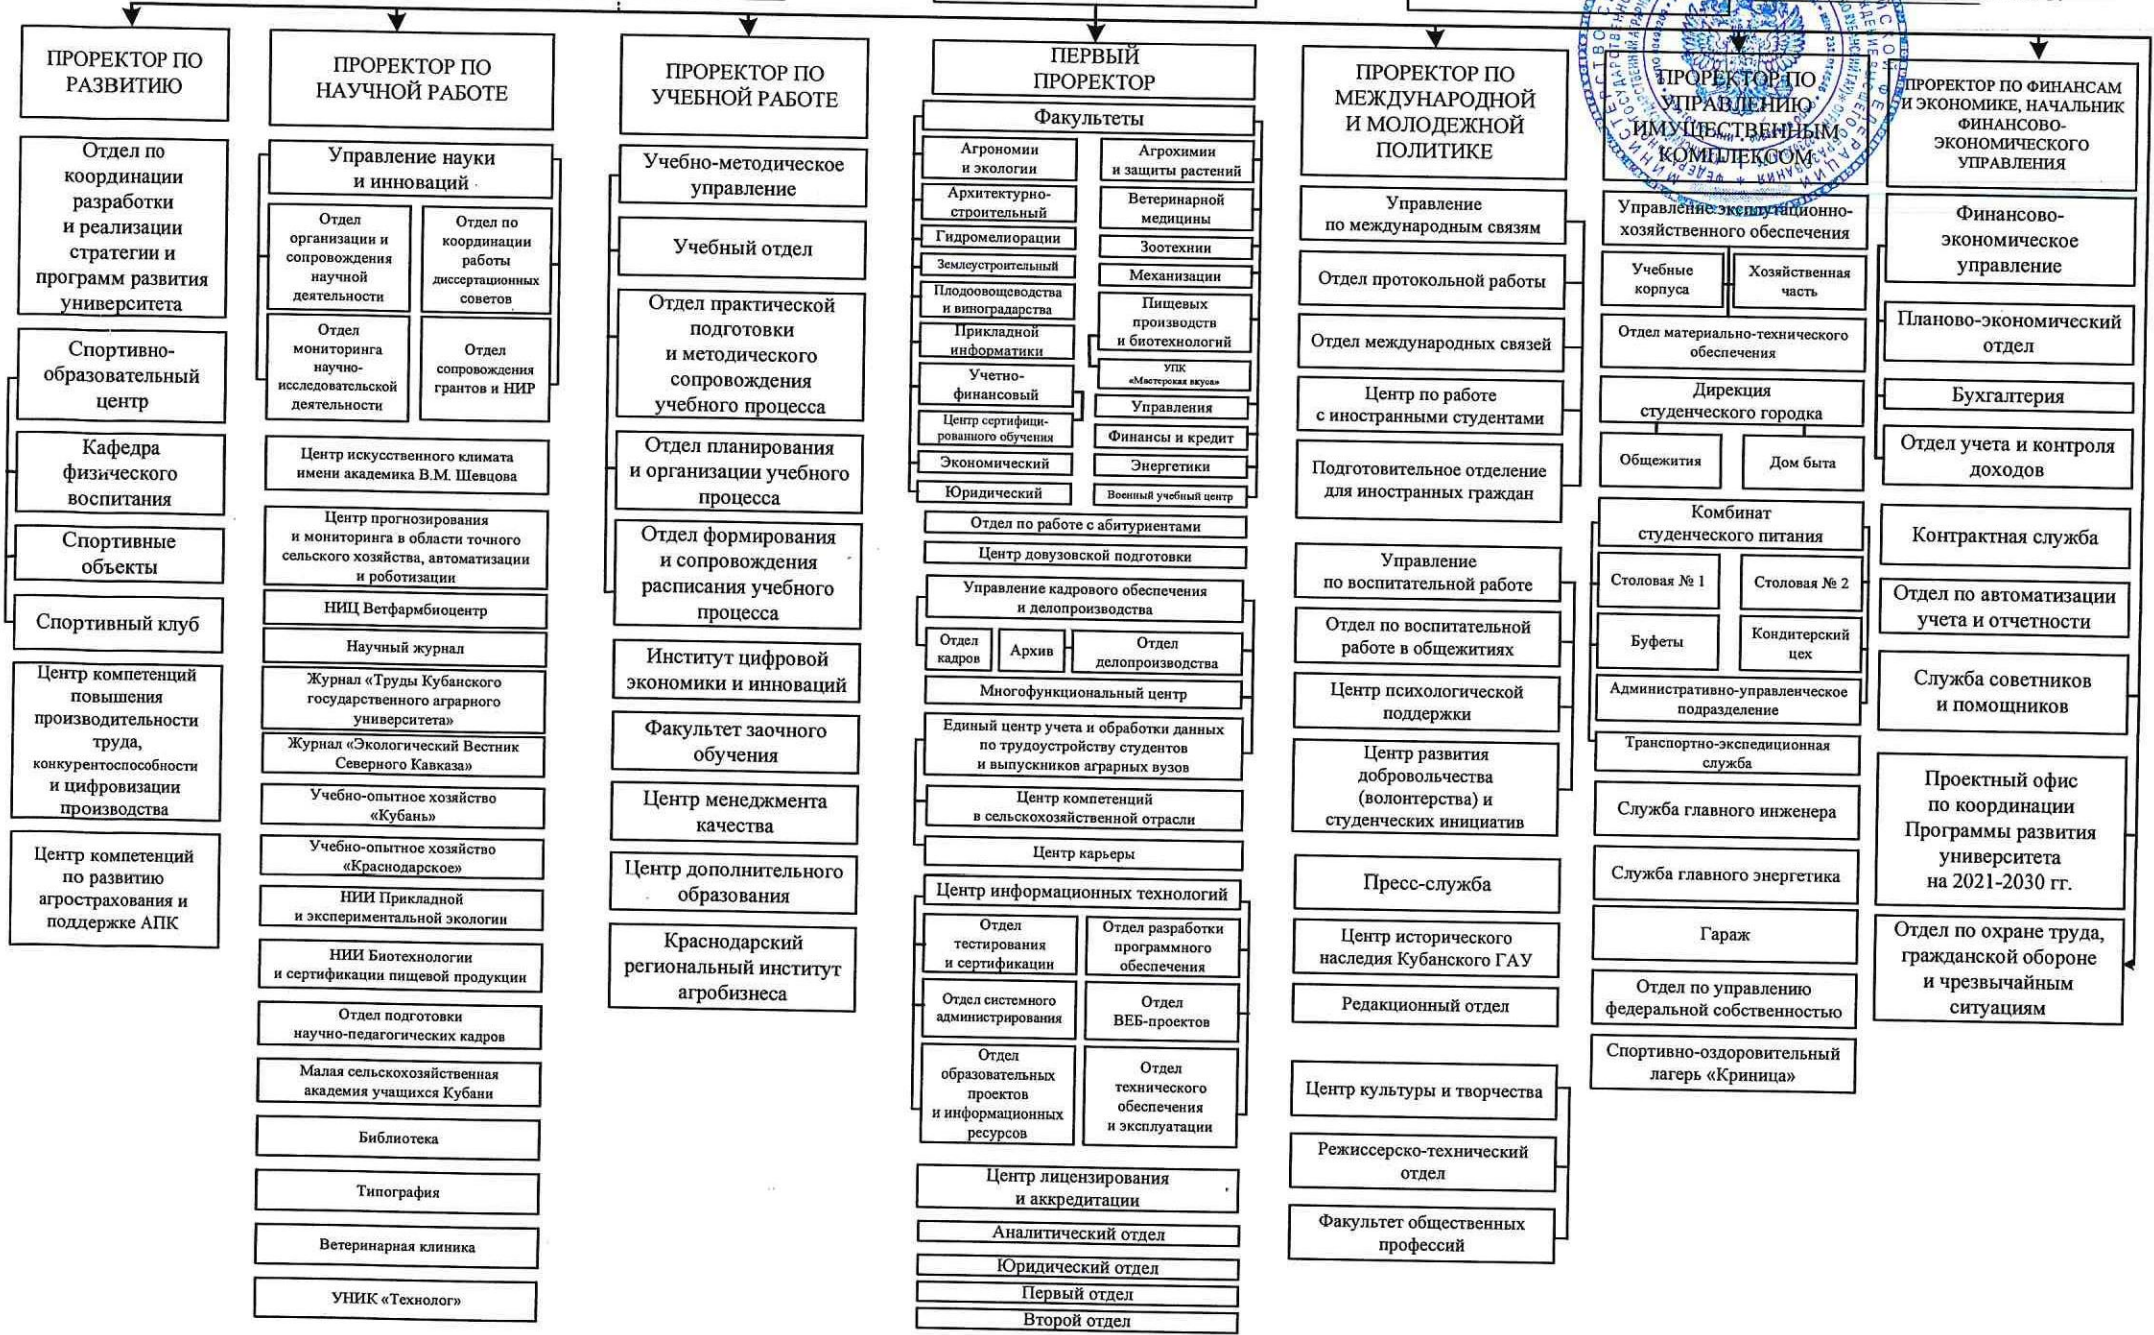 ПРОРЕКТОР ПО
РАЗВИТИЮ
Отдел по
координации
разработки
и реализации
стратегии и
программ развития
университета
Спортивно-
образовательный
центр
Кафедра
физического
воспитания
Спортивные
объекты
Спортивный клуб
Центр компетенций
повышения
производительности
труда,
конкурентоспособности
и цифровизации
производства
Центр компетенций
по развитию
агрострахования и
поддержке АПК
ПРОРЕКТОР ПО
НАУЧНОЙ РАБОТЕ
Управление науки
и инноваций
Отдел
организации и
сопровождения
научной
деятельности
Отдел по
координации
работы
диссертационных
советов
Отдел
мониторинга
научно-
исследовательской
деятельности
Отдел
сопровождения
грантов и НИР
Центр искусственного климата
имени академика В.М. Шевцова
Центр прогнозирования
и мониторинга в области точного
сельского хозяйства, автоматизации
и роботизации
НИЦ Ветфармбиоцентр
Научный журнал
Журнал «Труды Кубанского
государственного аграрного
университета»
Журнал «Экологический Вестник
Северного Кавказа»
Учебно-опытное хозяйство
«Кубань»
Учебно-опытное хозяйство
«Краснодарское»
НИИ Прикладной
и экспериментальной экологии
НИИ Биотехнологии
и сертификации пищевой продукции
Отдел подготовки
научно-педагогических кадров
Малая сельскохозяйственная
академия учащихся Кубани
Библиотека
Типография
Ветеринарная клиника
УНИК «Технолог»
ПРОРЕКТОР ПО
УЧЕБНОЙ РАБОТЕ
Учебно-методическое
управление
Учебный отдел
Отдел практической
подготовки
и методического
сопровождения
учебного процесса
Отдел планирования
и организации учебного
процесса
Отдел формирования
и сопровождения
расписания учебного
процесса
Институт цифровой
экономики и инноваций
Факультет заочного
обучения
Центр менеджмента
качества
Центр дополнительного
образования
Краснодарский
региональный институт
агробизнеса
ПЕРВЫЙ
ПРОРЕКТОР
Факультеты
Агрономии
и экологии
Агрохимии
и защиты растений
Архитектурно-
строительный
Ветеринарной
медицины
Гидромелиорации
Зоотехнии
Землеустроительный
Механизации
Плодоовощеводства
и виноградарства
Пищевых
производств
и биотехнологий
Прикладной
информатики
УПК
«Мастерская вкуса»
Учетно-
финансовый
Управления
Центр сертифици-
рованного обучения
Финансы и кредит
Экономический
Энергетики
Юридический
Военный учебный центр
Отдел по работе с абитуриентами
Центр довузовской подготовки
Управление кадрового обеспечения
и делопроизводства
Отдел
кадров
Архив
Отдел
делопроизводства
Многофункциональный центр
Единый центр учета и обработки данных
по трудоустройству студентов
и выпускников аграрных вузов
Центр компетенций
в сельскохозяйственной отрасли
Центр карьеры
Центр информационных технологий
Отдел
тестирования
и сертификации
Отдел разработки
программного
обеспечения
Отдел системного
администрирования
Отдел
ВЕБ-проектов
Отдел
образовательных
проектов
и информационных
ресурсов
Отдел
технического
обеспечения
и эксплуатации
Центр лицензирования
и аккредитации
Аналитический отдел
Юридический отдел
Первый отдел
Второй отдел
ПРОРЕКТОР ПО
МЕЖДУНАРОДНОЙ
И МОЛОДЕЖНОЙ
ПОЛИТИКЕ
Управление
по международным связям
Отдел протокольной работы
Отдел международных связей
Центр по работе
с иностранными студентами
Подготовительное отделение
для иностранных граждан
Управление
по воспитательной работе
Отдел по воспитательной
работе в общежитиях
Центр психологической
поддержки
Центр развития
добровольчества
(волонтерства) и
студенческих инициатив
Пресс-служба
Центр исторического
наследия Кубанского ГАУ
Редакционный отдел
Центр культуры и творчества
Режиссерско-технический
отдел
Факультет общественных
профессий
ПРОРЕКТОР ПО
УПРАВЛЕНИЮ
ИМУЩЕСТВЕННЫМ
КОМПЛЕКСОМ
Управление эксплутационно-
хозяйственного обеспечения
Учебные
корпуса
Хозяйственная
часть
Отдел материально-технического
обеспечения
Дирекция
студенческого городка
Общежития
Дом быта
Комбинат
студенческого питания
Столовая № 1
Столовая № 2
Буфеты
Кондитерский
цех
Административно-управленческое
подразделение
Транспортно-экспедиционная
служба
Служба главного инженера
Служба главного энергетика
Гараж
Отдел по управлению
федеральной собственностью
Спортивно-оздоровительный
лагерь «Криница»
ПРОРЕКТОР ПО ФИНАНСАМ
И ЭКОНОМИКЕ, НАЧАЛЬНИК
ФИНАНСОВО-
ЭКОНОМИЧЕСКОГО
УПРАВЛЕНИЯ
Финансово-
экономическое
управление
Планово-экономический
отдел
Бухгалтерия
Отдел учета и контроля
доходов
Контрактная служба
Отдел по автоматизации
учета и отчетности
Служба советников
и помощников
Проектный офис
по координации
Программы развития
университета
на 2021-2030 гг.
Отдел по охране труда,
гражданской обороне
и чрезвычайным
ситуациям